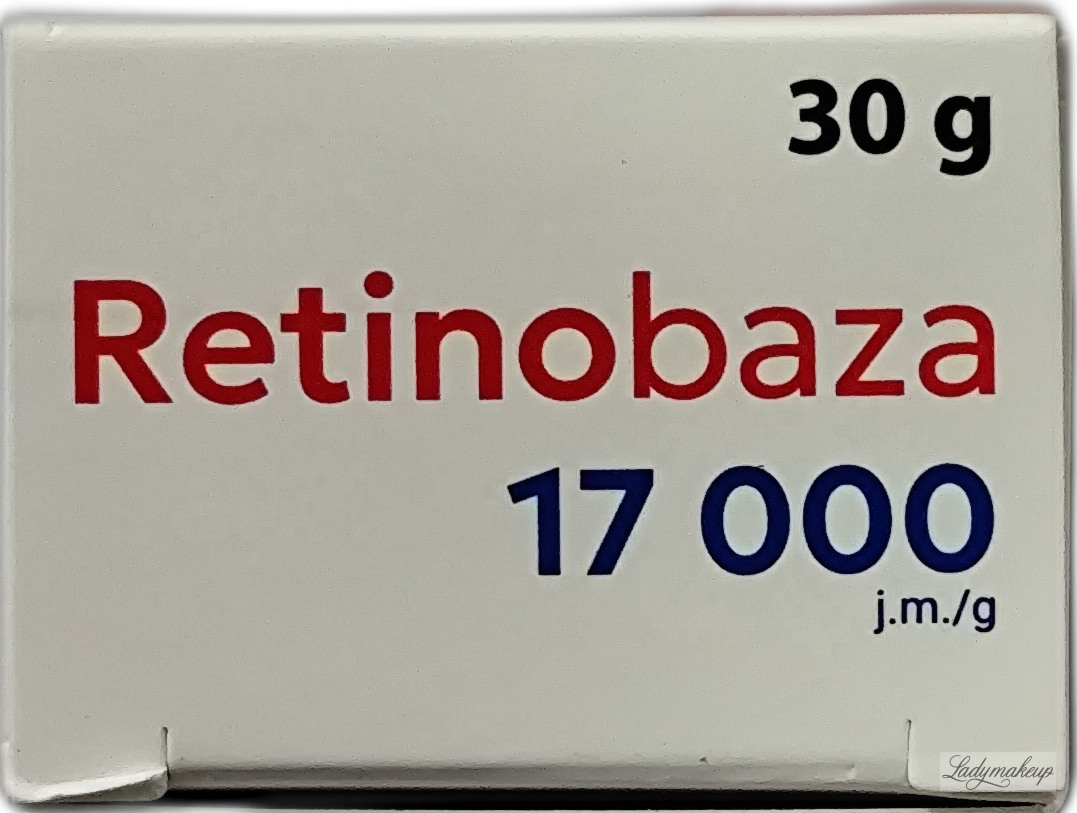 30 g
Retinobaza
17 000
j.m./g
Ladymakeup